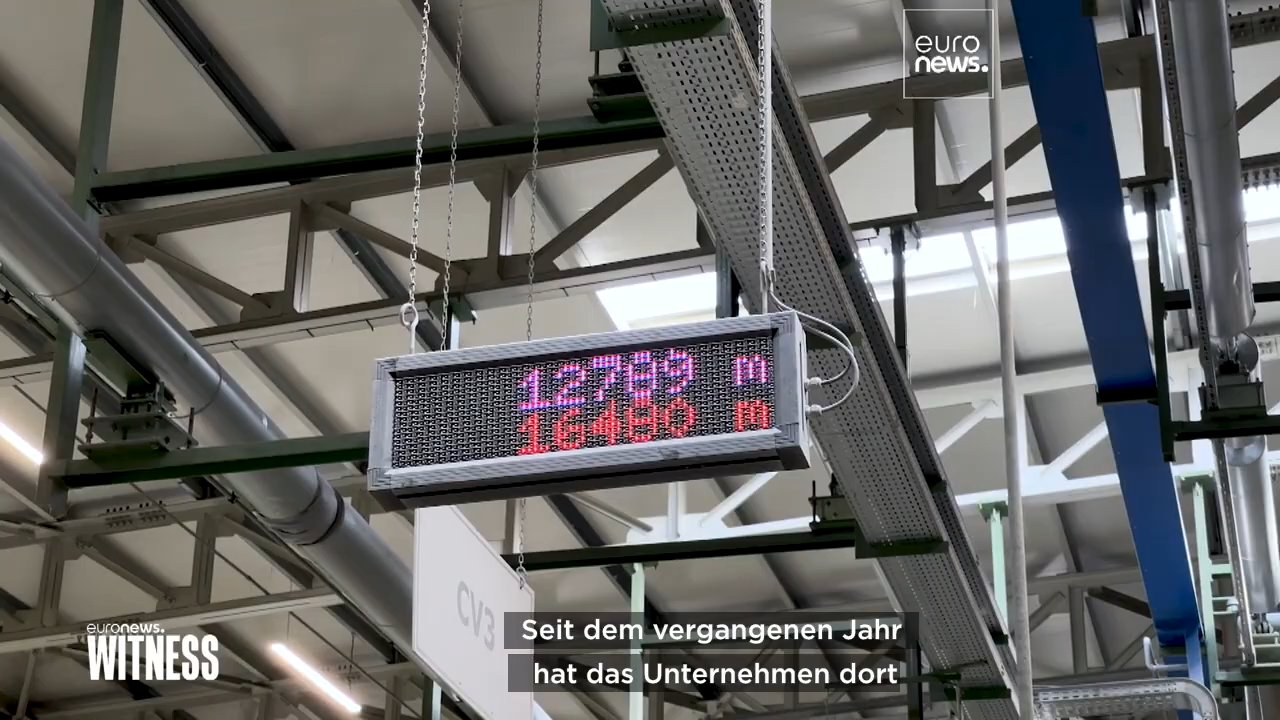 euro
news.
12789 m
16480 m
CV3
euronews.
WITNESS
Seit dem vergangenen Jahr
hat das Unternehmen dort